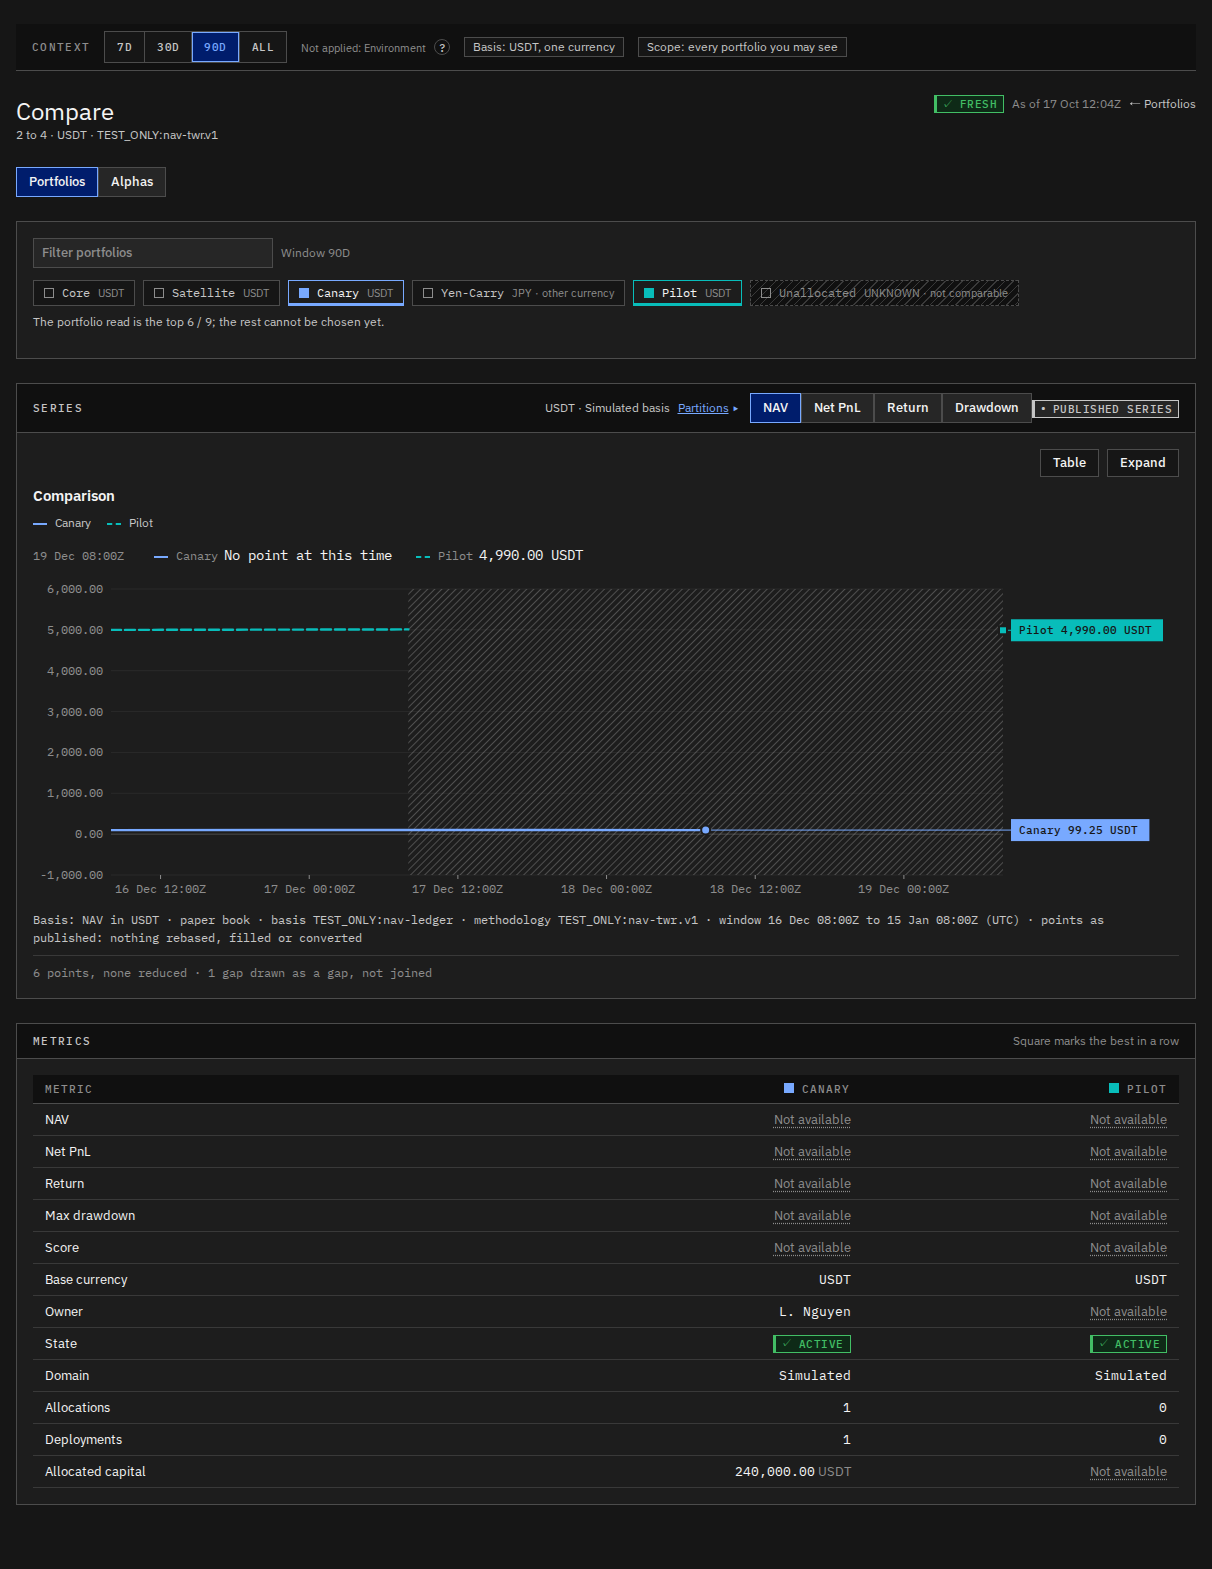 CONTEXT 7D 30D 90D ALL Not applied: Environment ? Basis: USDT, one currency Scope: every portfolio you may see
Compare
✓ FRESH As of 17 Oct 12:04Z ← Portfolios
2 to 4 · USDT · TEST_ONLY:nav-twr.v1
Portfolios Alphas
Filter portfolios Window 90D
Core USDT Satellite USDT Canary USDT Yen-Carry JPY · other currency Pilot USDT Unallocated UNKNOWN · not comparable
The portfolio read is the top 6 / 9; the rest cannot be chosen yet.
SERIES USDT · Simulated basis Partitions ▸ NAV Net PnL Return Drawdown • PUBLISHED SERIES
Table Expand
Comparison
Canary Pilot
19 Dec 08:00Z Canary No point at this time Pilot 4,990.00 USDT
6,000.00
5,000.00 Pilot 4,990.00 USDT
4,000.00
3,000.00
2,000.00
1,000.00
0.00 Canary 99.25 USDT
-1,000.00
16 Dec 12:00Z 17 Dec 00:00Z 17 Dec 12:00Z 18 Dec 00:00Z 18 Dec 12:00Z 19 Dec 00:00Z
Basis: NAV in USDT · paper book · basis TEST_ONLY:nav-ledger · methodology TEST_ONLY:nav-twr.v1 · window 16 Dec 08:00Z to 15 Jan 08:00Z (UTC) · points as
published: nothing rebased, filled or converted
6 points, none reduced · 1 gap drawn as a gap, not joined
METRICS Square marks the best in a row
METRIC CANARY PILOT
NAV Not available Not available
Net PnL Not available Not available
Return Not available Not available
Max drawdown Not available Not available
Score Not available Not available
Base currency USDT USDT
Owner L. Nguyen Not available
State ✓ ACTIVE ✓ ACTIVE
Domain Simulated Simulated
Allocations 1 0
Deployments 1 0
Allocated capital 240,000.00 USDT Not available